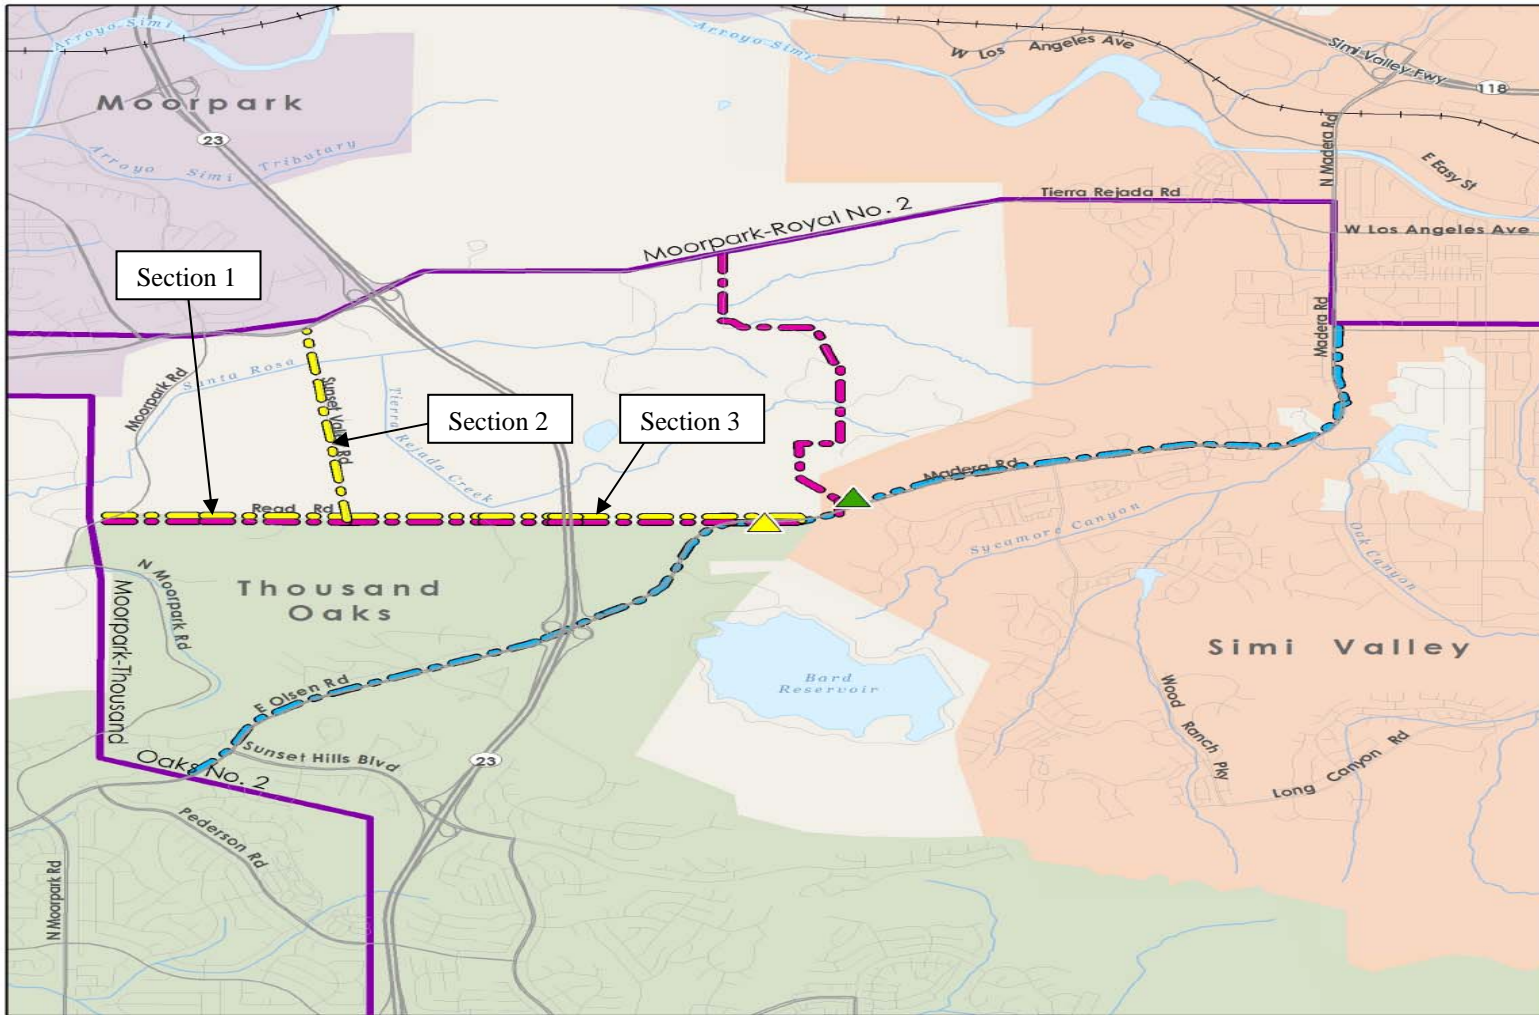 Arroyo Simi
Arroyo Simi
W Los Angeles Ave
Simi Valley Fwy
118
Moorpark
23
Arroyo Simi Tributary
N Madera Rd
E Easy St
Tierra Rejada Rd
Moorpark-Royal No. 2
W Los Angeles Ave
Section 1
Madera Rd
Santa Rosa
Moorpark Rd
Sunset Valley Rd
Tierra Rejada Creek
Section 2
Section 3
Madera Rd
Read Rd
Sycamore Canyon
Oak Canyon
N Moorpark Rd
Thousand
Oaks
Moorpark-Thousand
Oaks No. 2
Simi Valley
Bard
Reservoir
E Olsen Rd
Wood Ranch Pky
Sunset Hills Blvd
23
Long Canyon Rd
Pederson Rd
N Moorpark Rd